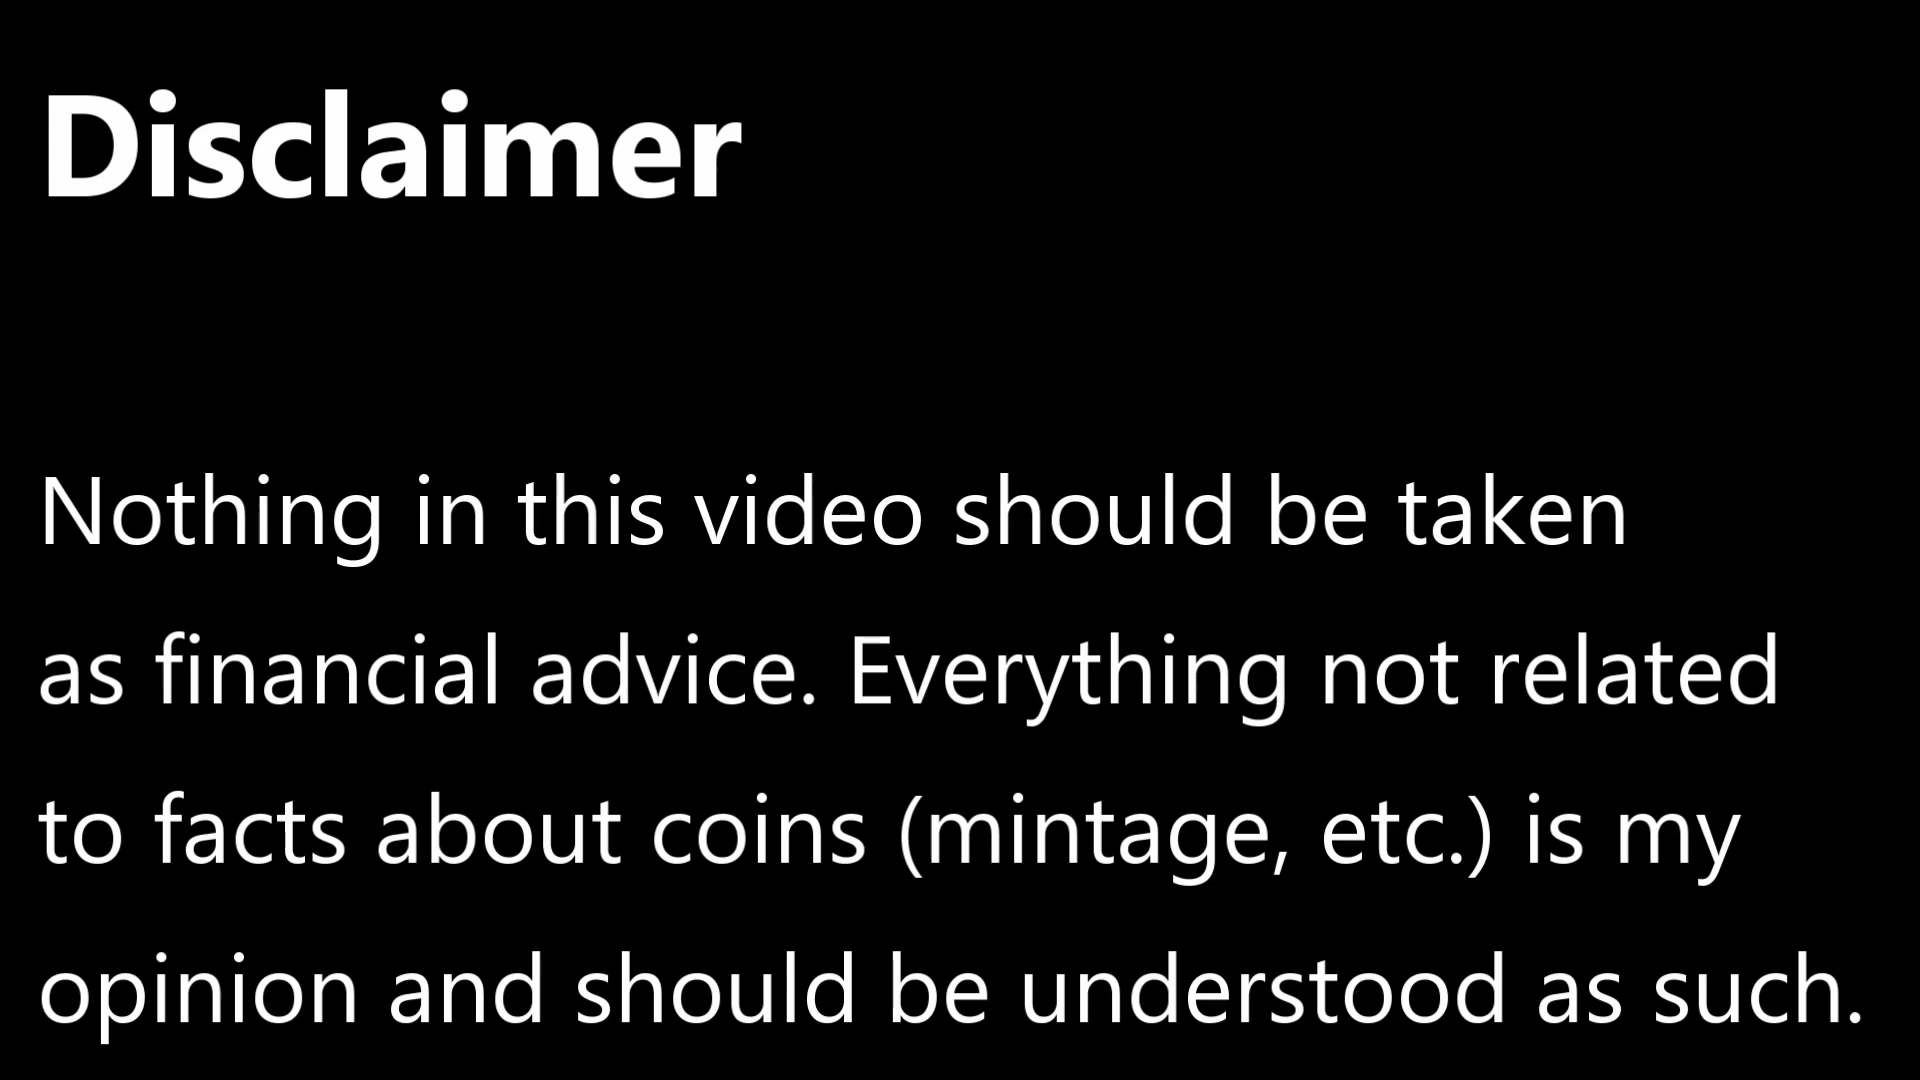 Disclaimer
Nothing in this video should be taken
as financial advice. Everything not related
to facts about coins (mintage, etc.) is my
opinion and should be understood as such.